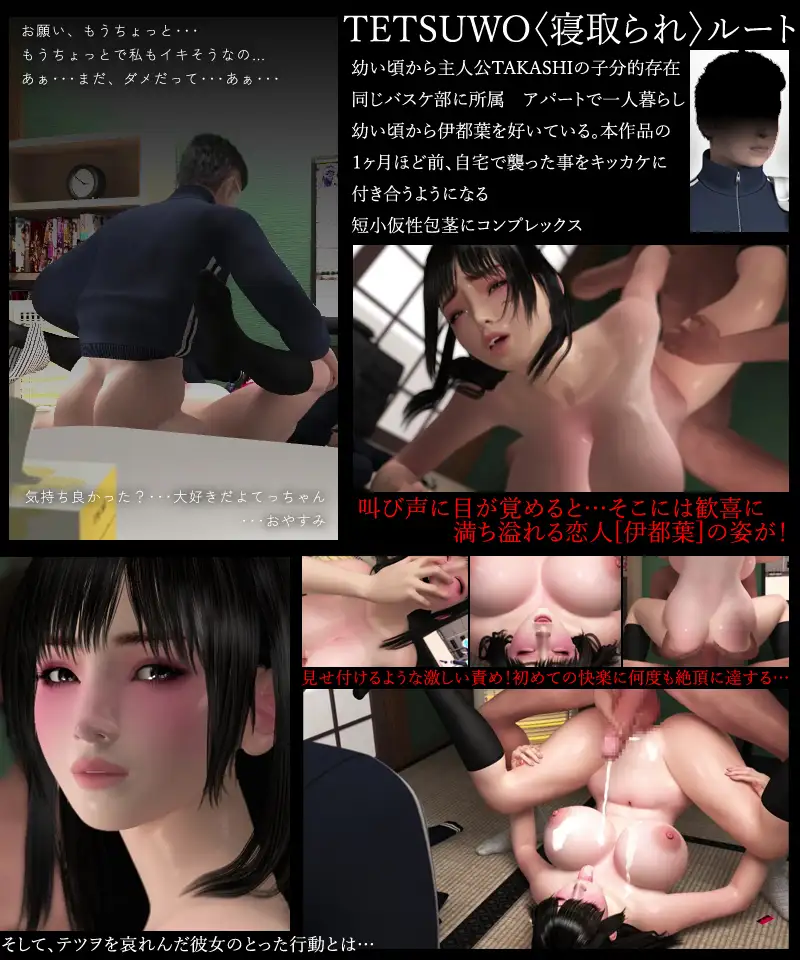 お願い、もうちょっと･･･
もうちょっとで私もイキそうなの…
あぁ･･･まだ、ダメだって･･･あぁ･･･
気持ち良かった？･･･大好きだよてっちゃん
･･･おやすみ
TETSUWO〈寝取られ〉ルート
幼い頃から主人公TAKASHIの子分的存在
同じバスケ部に所属　アパートで一人暮らし
幼い頃から伊都葉を好いている。本作品の
1ヶ月ほど前、自宅で襲った事をキッカケに
付き合うようになる
短小仮性包茎にコンプレックス
叫び声に目が覚めると…そこには歓喜に
満ち溢れる恋人[伊都葉]の姿が！
見せ付けるような激しい責め！初めての快楽に何度も絶頂に達する…
そして、テツヲを哀れんだ彼女のとった行動とは…